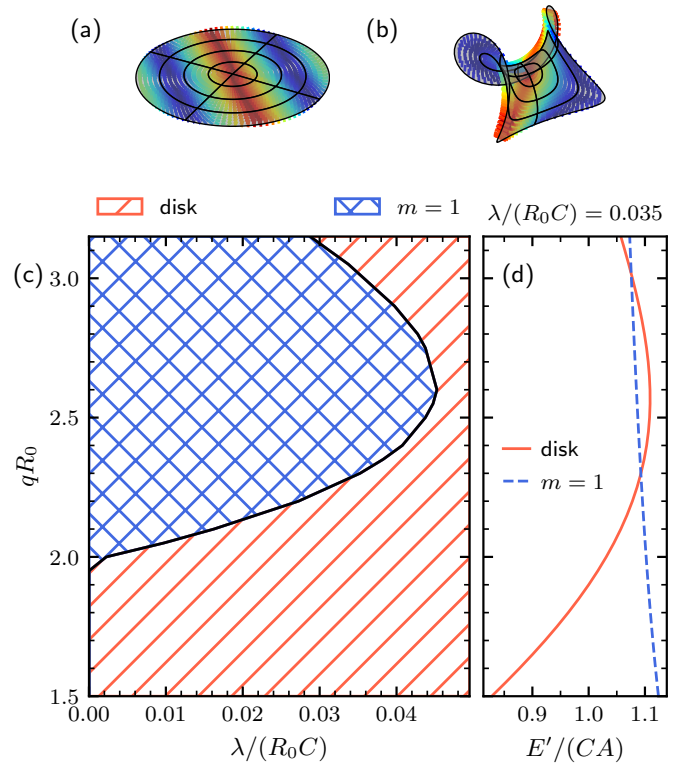 (a)
(b)
disk
m = 1
λ/(R₀C) = 0.035
(c)
(d)
3.0
2.5
2.0
1.5
qR₀
disk
m = 1
0.00
0.01
0.02
0.03
0.04
0.9
1.0
1.1
λ/(R₀C)
E′/(CA)